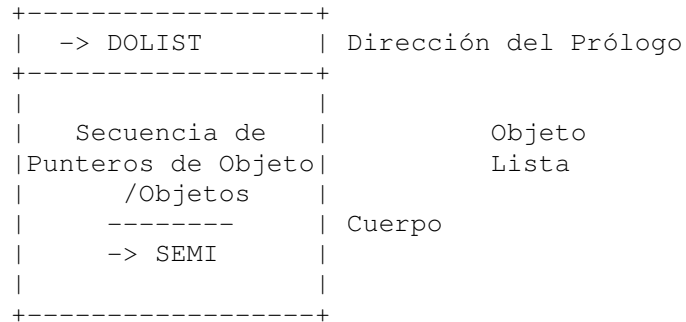 +------------------+
|  -> DOLIST       | Dirección del Prólogo
+------------------+
|                  |
|   Secuencia de   |         Objeto
|Punteros de Objeto|         Lista
|      /Objetos    |
|     --------     | Cuerpo
|     -> SEMI      |
|                  |
+------------------+